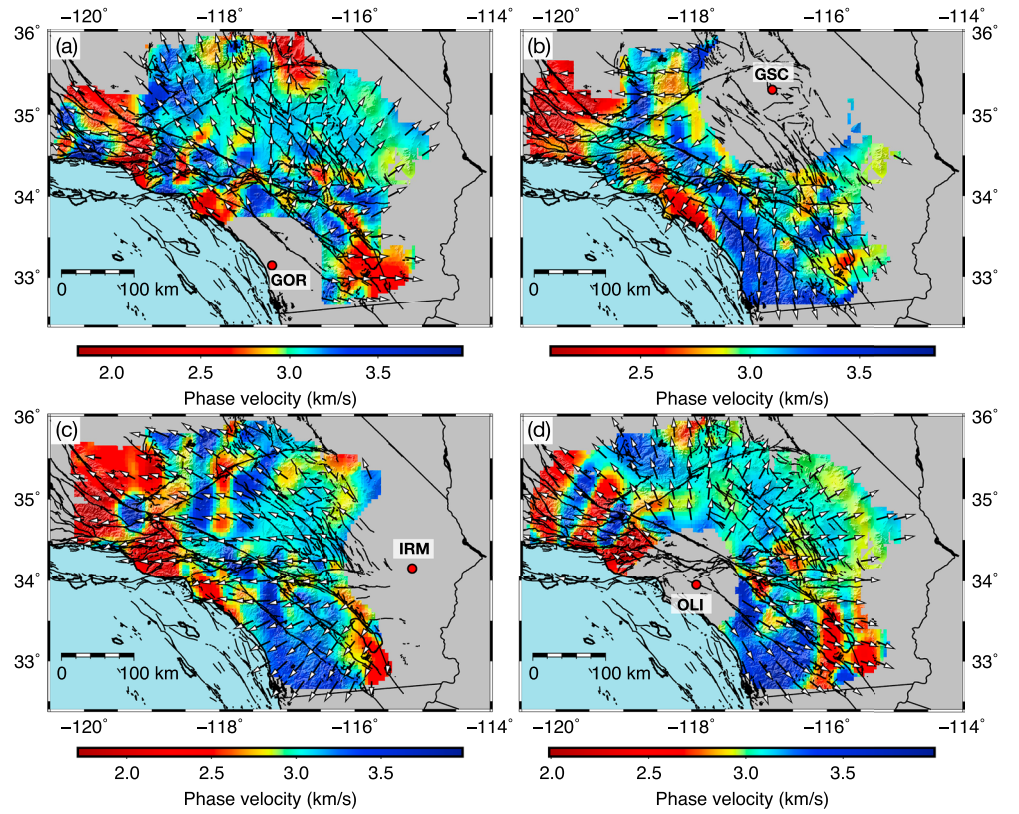 −120° −118° −116° −114° −120° −118° −116° −114°
36° (a) (b) GSC 36°
35° 35°
34° 34°
33° GOR 33°
0 100 km 0 100 km
2.0 2.5 3.0 3.5 2.5 3.0 3.5
Phase velocity (km/s) Phase velocity (km/s)
36° (c) (d) 36°
35° 35°
IRM
34° OLI 34°
33° 33°
0 100 km 0 100 km
−120° −118° −116° −114° −120° −118° −116° −114°
2.0 2.5 3.0 3.5 2.0 2.5 3.0 3.5
Phase velocity (km/s) Phase velocity (km/s)